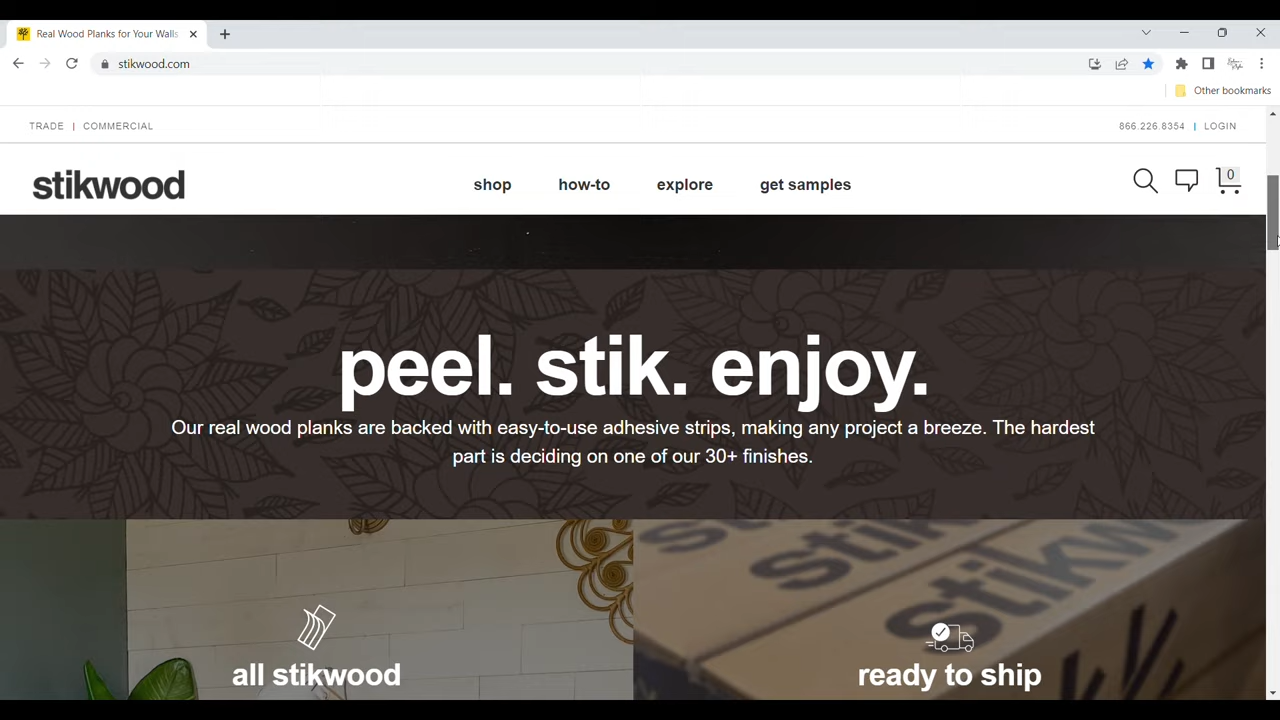 Real Wood Planks for Your Walls
stikwood.com
Other bookmarks
TRADE | COMMERCIAL
866.226.8354 | LOGIN
stikwood
shop
how-to
explore
get samples
0
peel. stik. enjoy.
Our real wood planks are backed with easy-to-use adhesive strips, making any project a breeze. The hardest
part is deciding on one of our 30+ finishes.
all stikwood
ready to ship